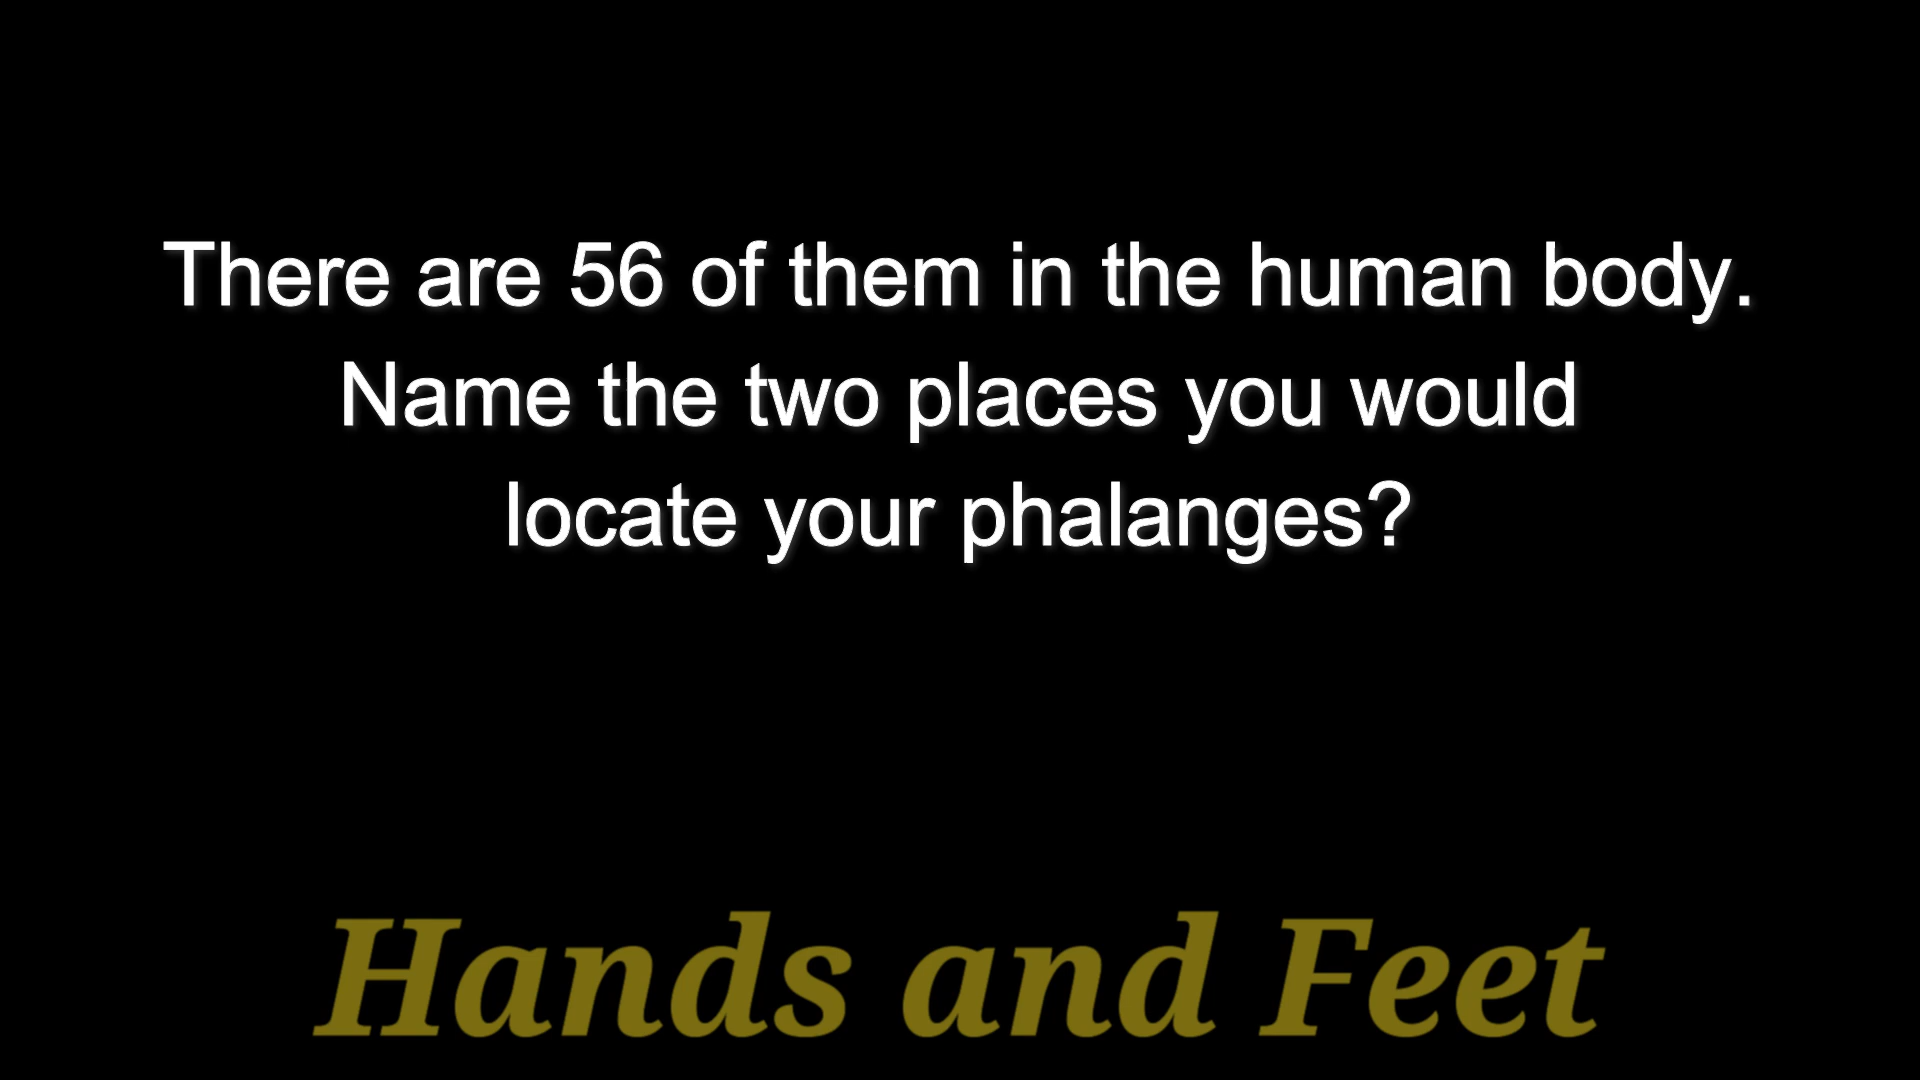 There are 56 of them in the human body.
Name the two places you would
locate your phalanges?
Hands and Feet